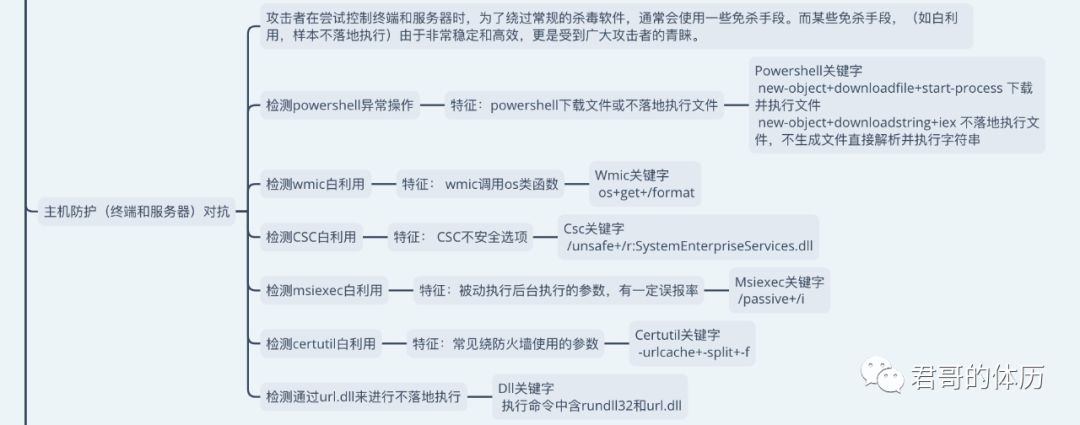 攻击者在尝试控制终端和服务器时，为了绕过常规的杀毒软件，通常会使用一些免杀手段。而某些免杀手段，（如白利
用，样本不落地执行）由于非常稳定和高效，更是受到广大攻击者的青睐。
主机防护（终端和服务器）对抗
检测powershell异常操作
特征：powershell下载文件或不落地执行文件
Powershell关键字
new-object+downloadfile+start-process 下载
并执行文件
new-object+downloadstring+iex 不落地执行文
件，不生成文件直接解析并执行字符串
检测wmic白利用
特征： wmic调用os类函数
Wmic关键字
os+get+/format
检测CSC白利用
特征： CSC不安全选项
Csc关键字
/unsafe+/r:SystemEnterpriseServices.dll
检测msiexec白利用
特征：被动执行后台执行的参数，有一定误报率
Msiexec关键字
/passive+/i
检测certutil白利用
特征：常见绕防火墙使用的参数
Certutil关键字
-urlcache+-split+-f
检测通过url.dll来进行不落地执行
Dll关键字
执行命令中含rundll32和url.dll
君哥的体历